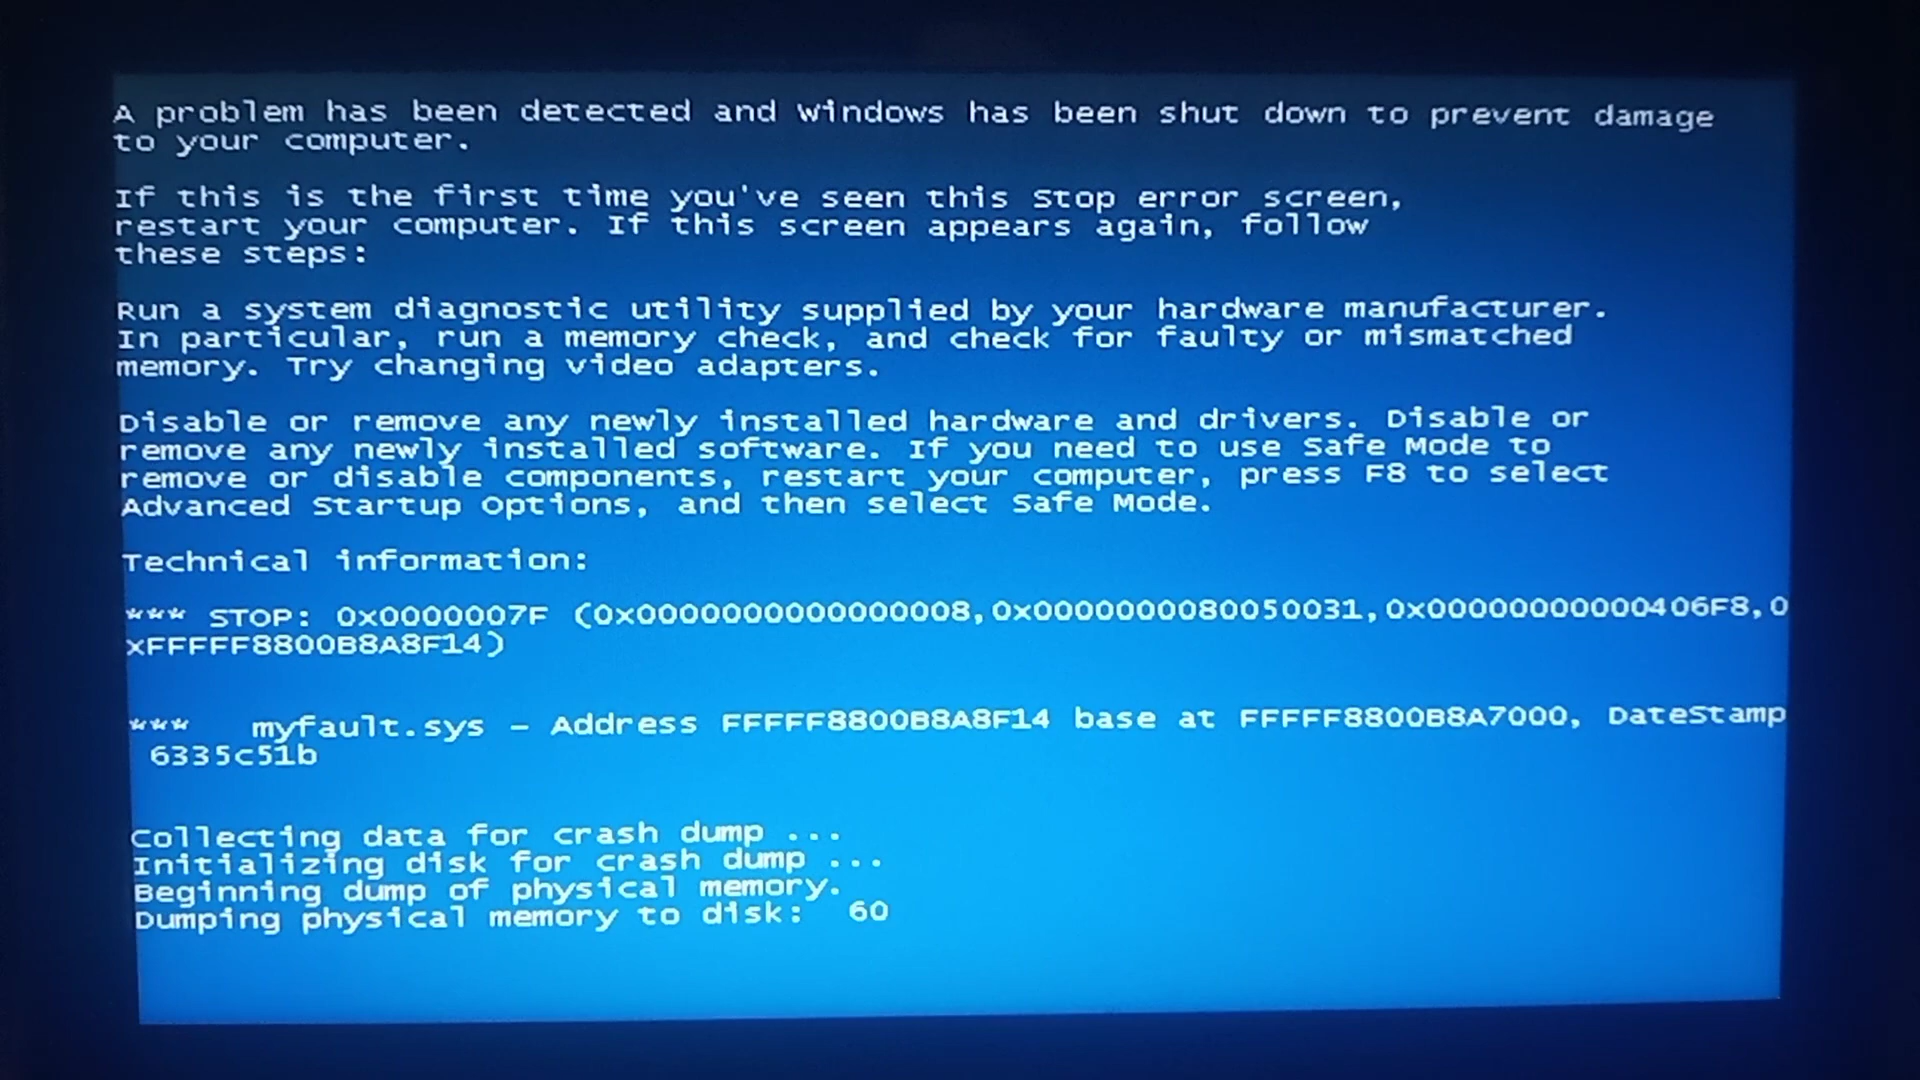 A problem has been detected and windows has been shut down to prevent damage
to your computer.
If this is the first time you've seen this Stop error screen,
restart your computer. If this screen appears again, follow
these steps:
Run a system diagnostic utility supplied by your hardware manufacturer.
In particular, run a memory check, and check for faulty or mismatched
memory. Try changing video adapters.
Disable or remove any newly installed hardware and drivers. Disable or
remove any newly installed software. If you need to use Safe Mode to
remove or disable components, restart your computer, press F8 to select
Advanced Startup Options, and then select Safe Mode.
Technical information:
*** STOP: 0x0000007F (0x0000000000000008,0x0000000080050031,0x00000000000406F8,0
xFFFFF8800B8A8F14)
*** myfault.sys - Address FFFFF8800B8A8F14 base at FFFFF8800B8A7000, DateStamp
6335c51b
Collecting data for crash dump ...
Initializing disk for crash dump ...
Beginning dump of physical memory.
Dumping physical memory to disk: 60